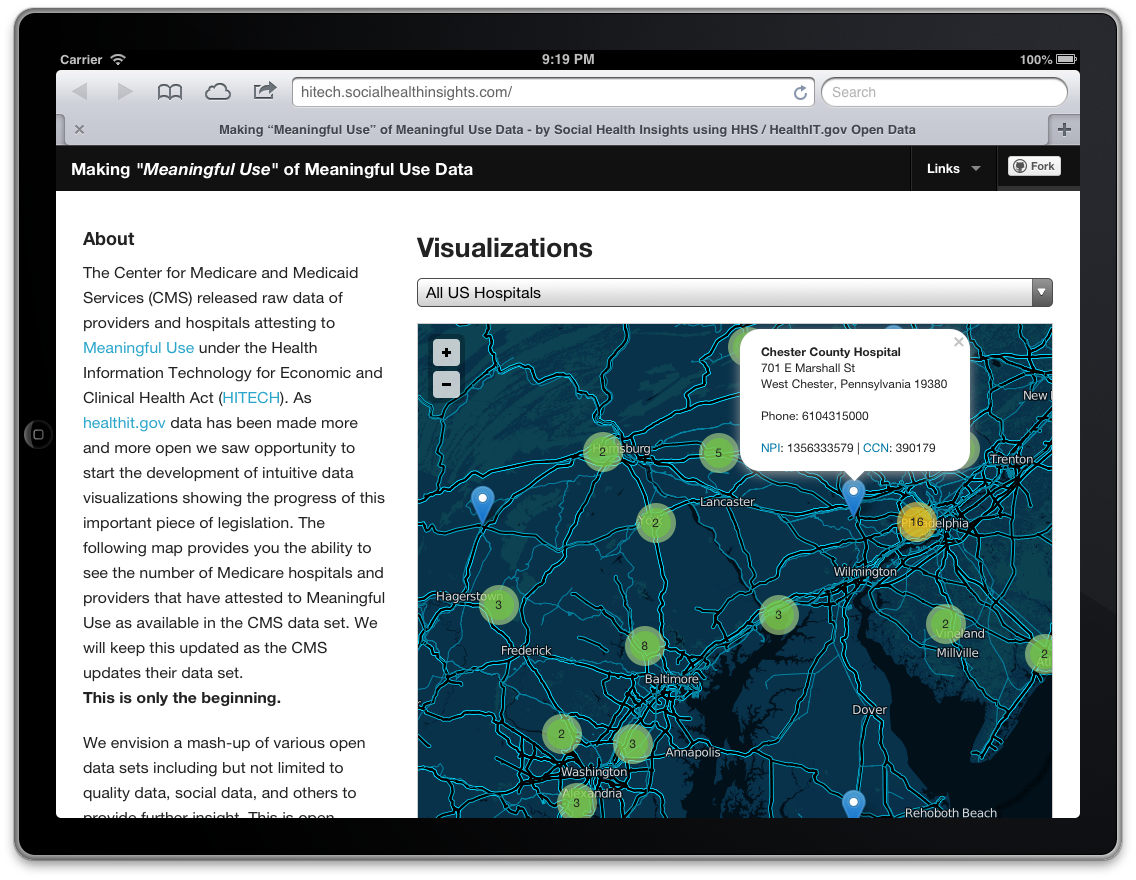 Carrier
9:19 PM
100%
hitech.socialhealthinsights.com/
Search
Making “Meaningful Use” of Meaningful Use Data - by Social Health Insights using HHS / HealthIT.gov Open Data
Making "Meaningful Use" of Meaningful Use Data
Links
Fork
About
The Center for Medicare and Medicaid
Services (CMS) released raw data of
providers and hospitals attesting to
Meaningful Use under the Health
Information Technology for Economic and
Clinical Health Act (HITECH). As
healthit.gov data has been made more
and more open we saw opportunity to
start the development of intuitive data
visualizations showing the progress of this
important piece of legislation. The
following map provides you the ability to
see the number of Medicare hospitals and
providers that have attested to Meaningful
Use as available in the CMS data set. We
will keep this updated as the CMS
updates their data set.
This is only the beginning.
We envision a mash-up of various open
data sets including but not limited to
quality data, social data, and others to
provide further insight. This is open
Visualizations
All US Hospitals
+
−
Chester County Hospital
701 E Marshall St
West Chester, Pennsylvania 19380
Phone: 6104315000
NPI: 1356333579 | CCN: 390179
New
2
5
Trenton
Lancaster
2
16
Philadelphia
Wilmington
Hagerstown
3
3
2
Vineland
Millville
Frederick
8
2
Baltimore
Dover
2
3
Annapolis
Washington
Alexandria
3
Rehoboth Beach